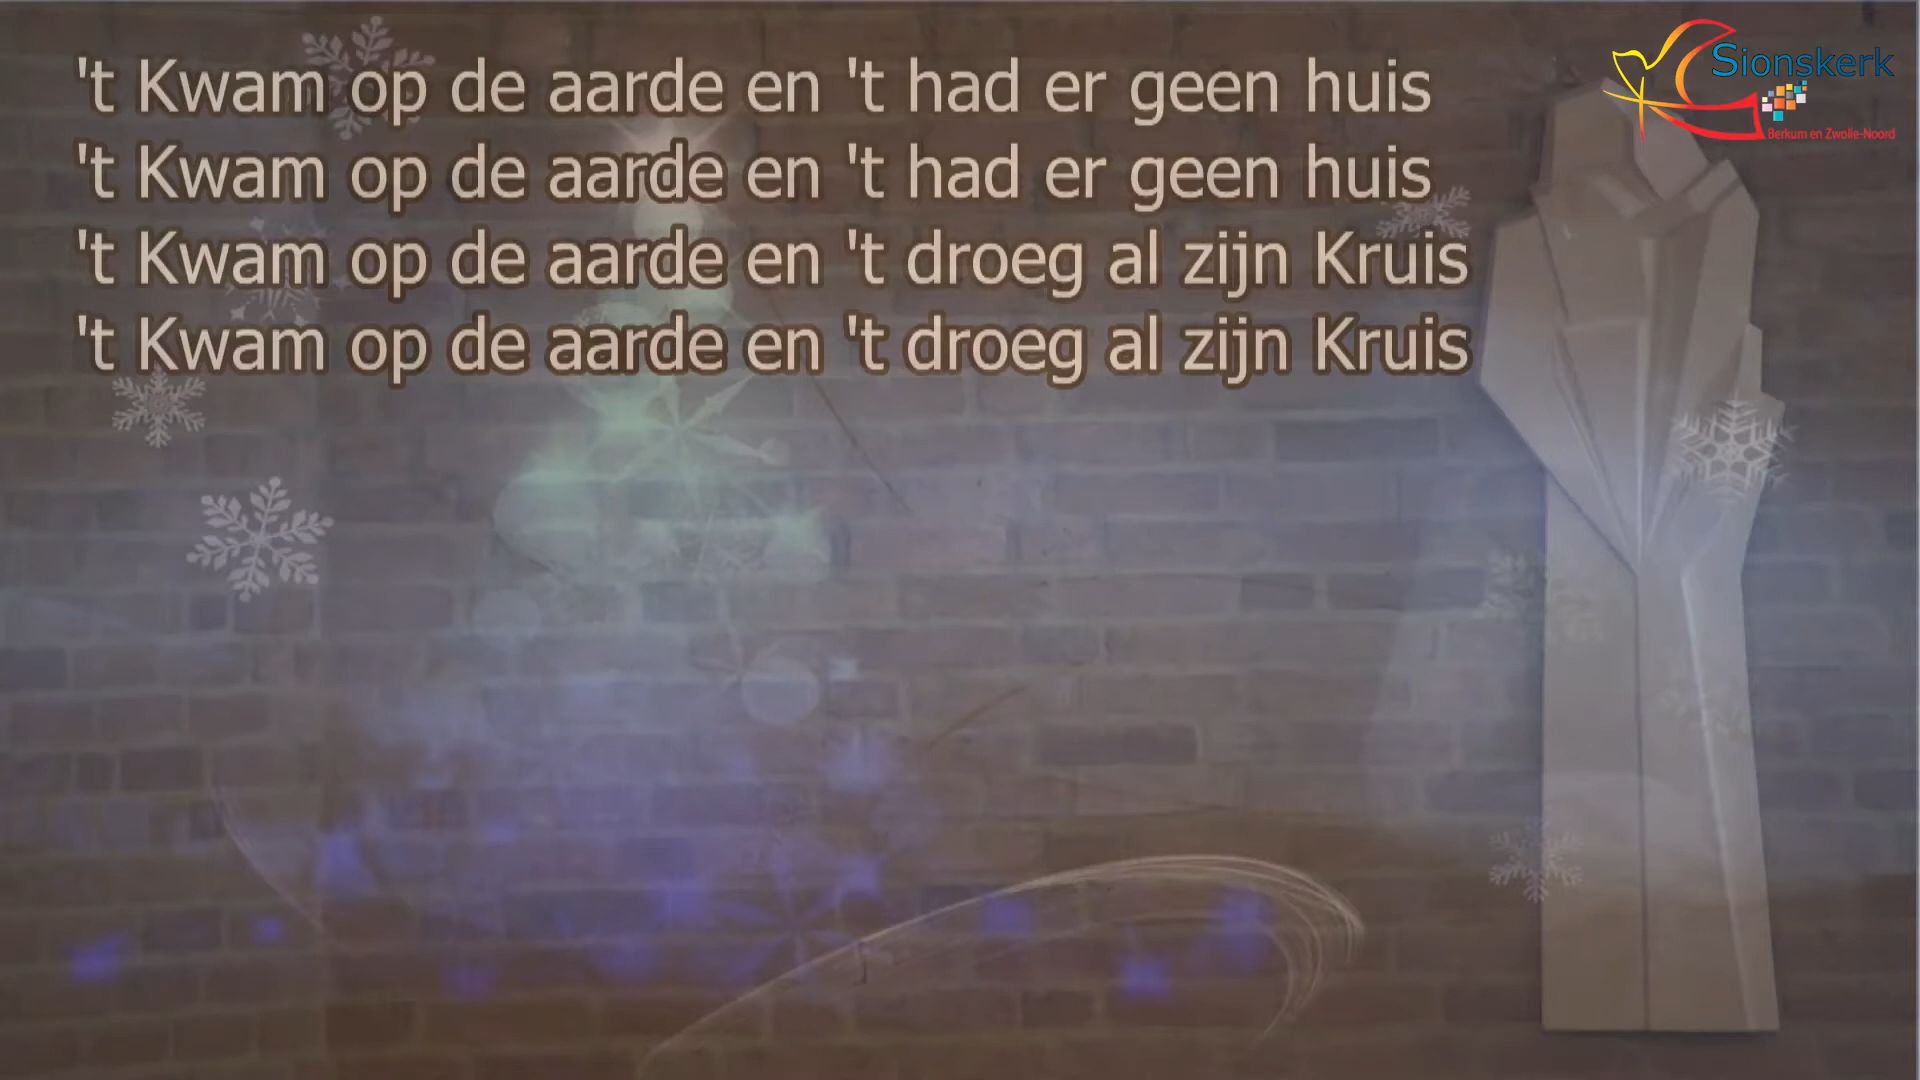 't Kwam op de aarde en 't had er geen huis
't Kwam op de aarde en 't had er geen huis
't Kwam op de aarde en 't droeg al zijn Kruis
't Kwam op de aarde en 't droeg al zijn Kruis
Sionskerk
Berkum en Zwolle-Noord